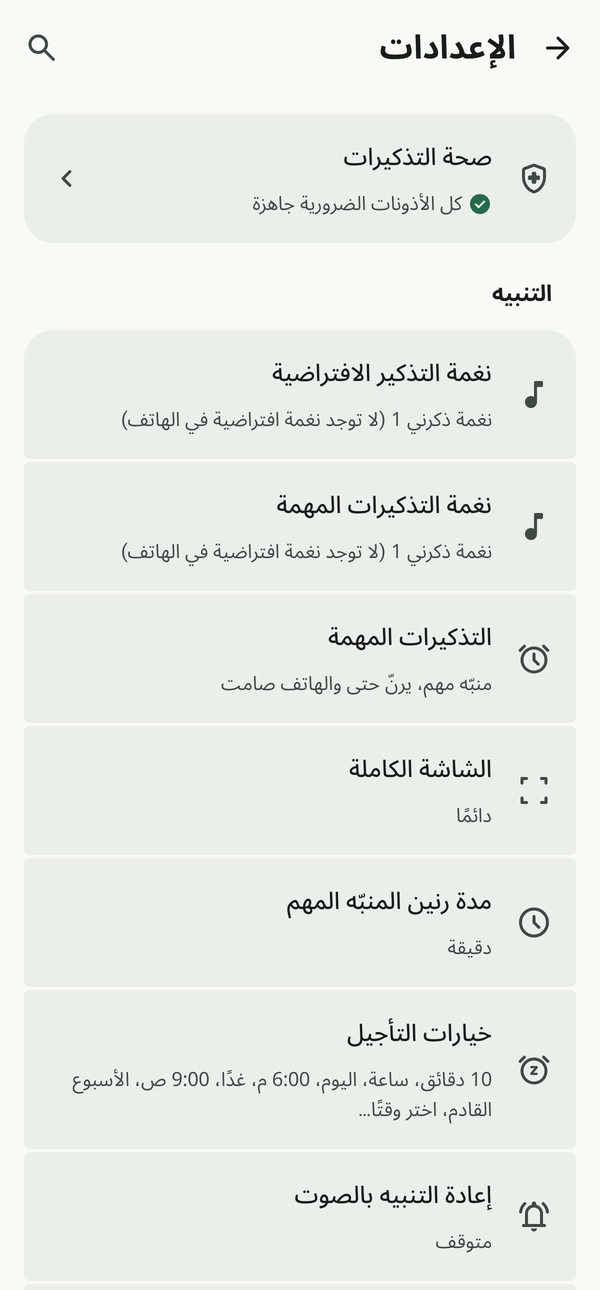 الإعدادات
صحة التذكيرات
كل الأذونات الضرورية جاهزة
التنبيه
نغمة التذكير الافتراضية
نغمة ذكرني 1 (لا توجد نغمة افتراضية في الهاتف)
نغمة التذكيرات المهمة
نغمة ذكرني 1 (لا توجد نغمة افتراضية في الهاتف)
التذكيرات المهمة
منبّه مهم، يرنّ حتى والهاتف صامت
الشاشة الكاملة
دائمًا
مدة رنين المنبّه المهم
دقيقة
خيارات التأجيل
10 دقائق، ساعة، اليوم، 6:00 م، غدًا، 9:00 ص، الأسبوع
القادم، اختر وقتًا...
إعادة التنبيه بالصوت
متوقف